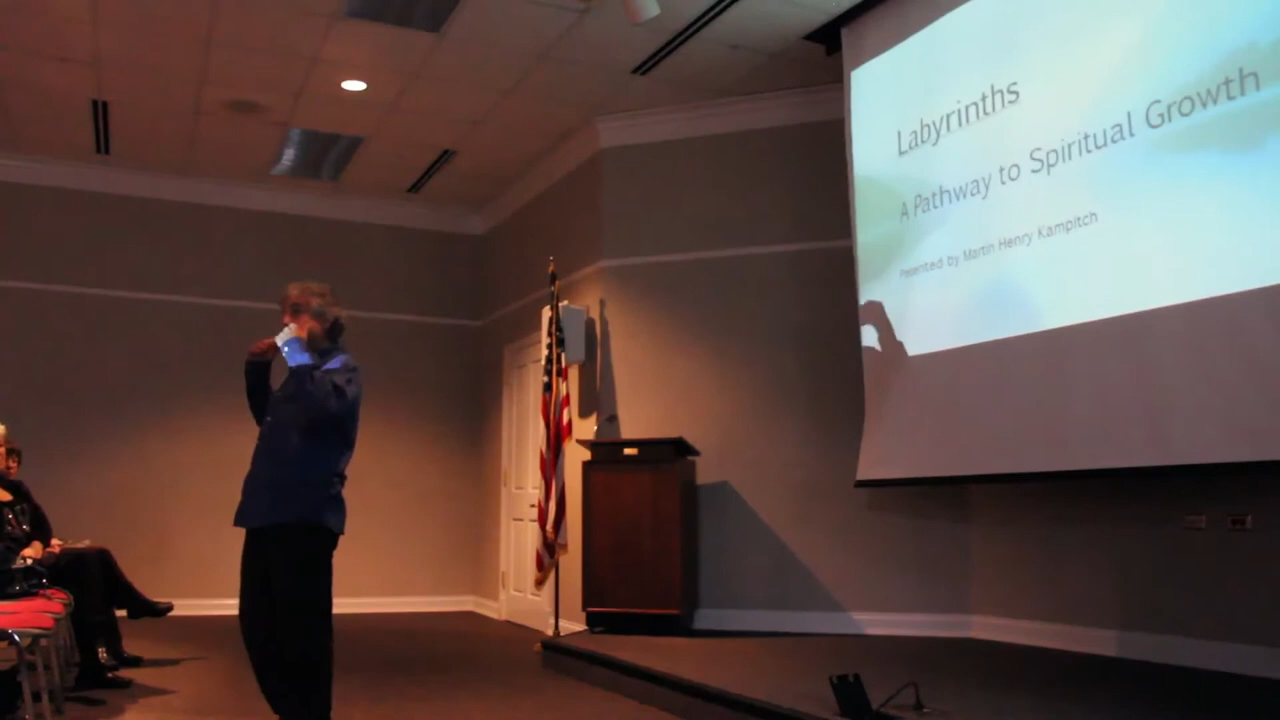 Labyrinths
A Pathway to Spiritual Growth
Presented by Martin Henry Kampitch